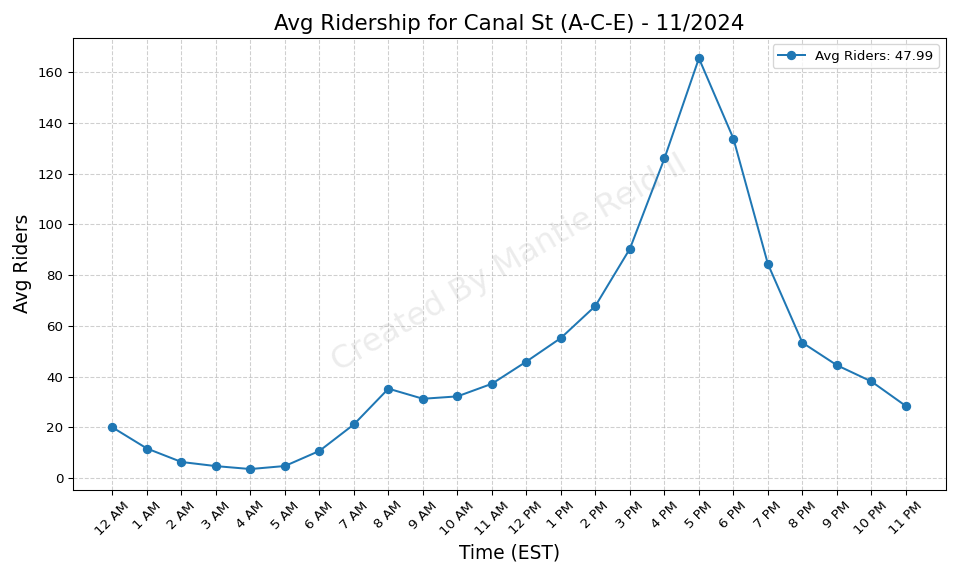 Avg Ridership for Canal St (A-C-E) - 11/2024
Avg Riders: 47.99
Avg Riders
160
140
120
100
80
60
40
20
0
Created By Mantie Reid II
12 AM 1 AM 2 AM 3 AM 4 AM 5 AM 6 AM 7 AM 8 AM 9 AM 10 AM 11 AM 12 PM 1 PM 2 PM 3 PM 4 PM 5 PM 6 PM 7 PM 8 PM 9 PM 10 PM 11 PM
Time (EST)